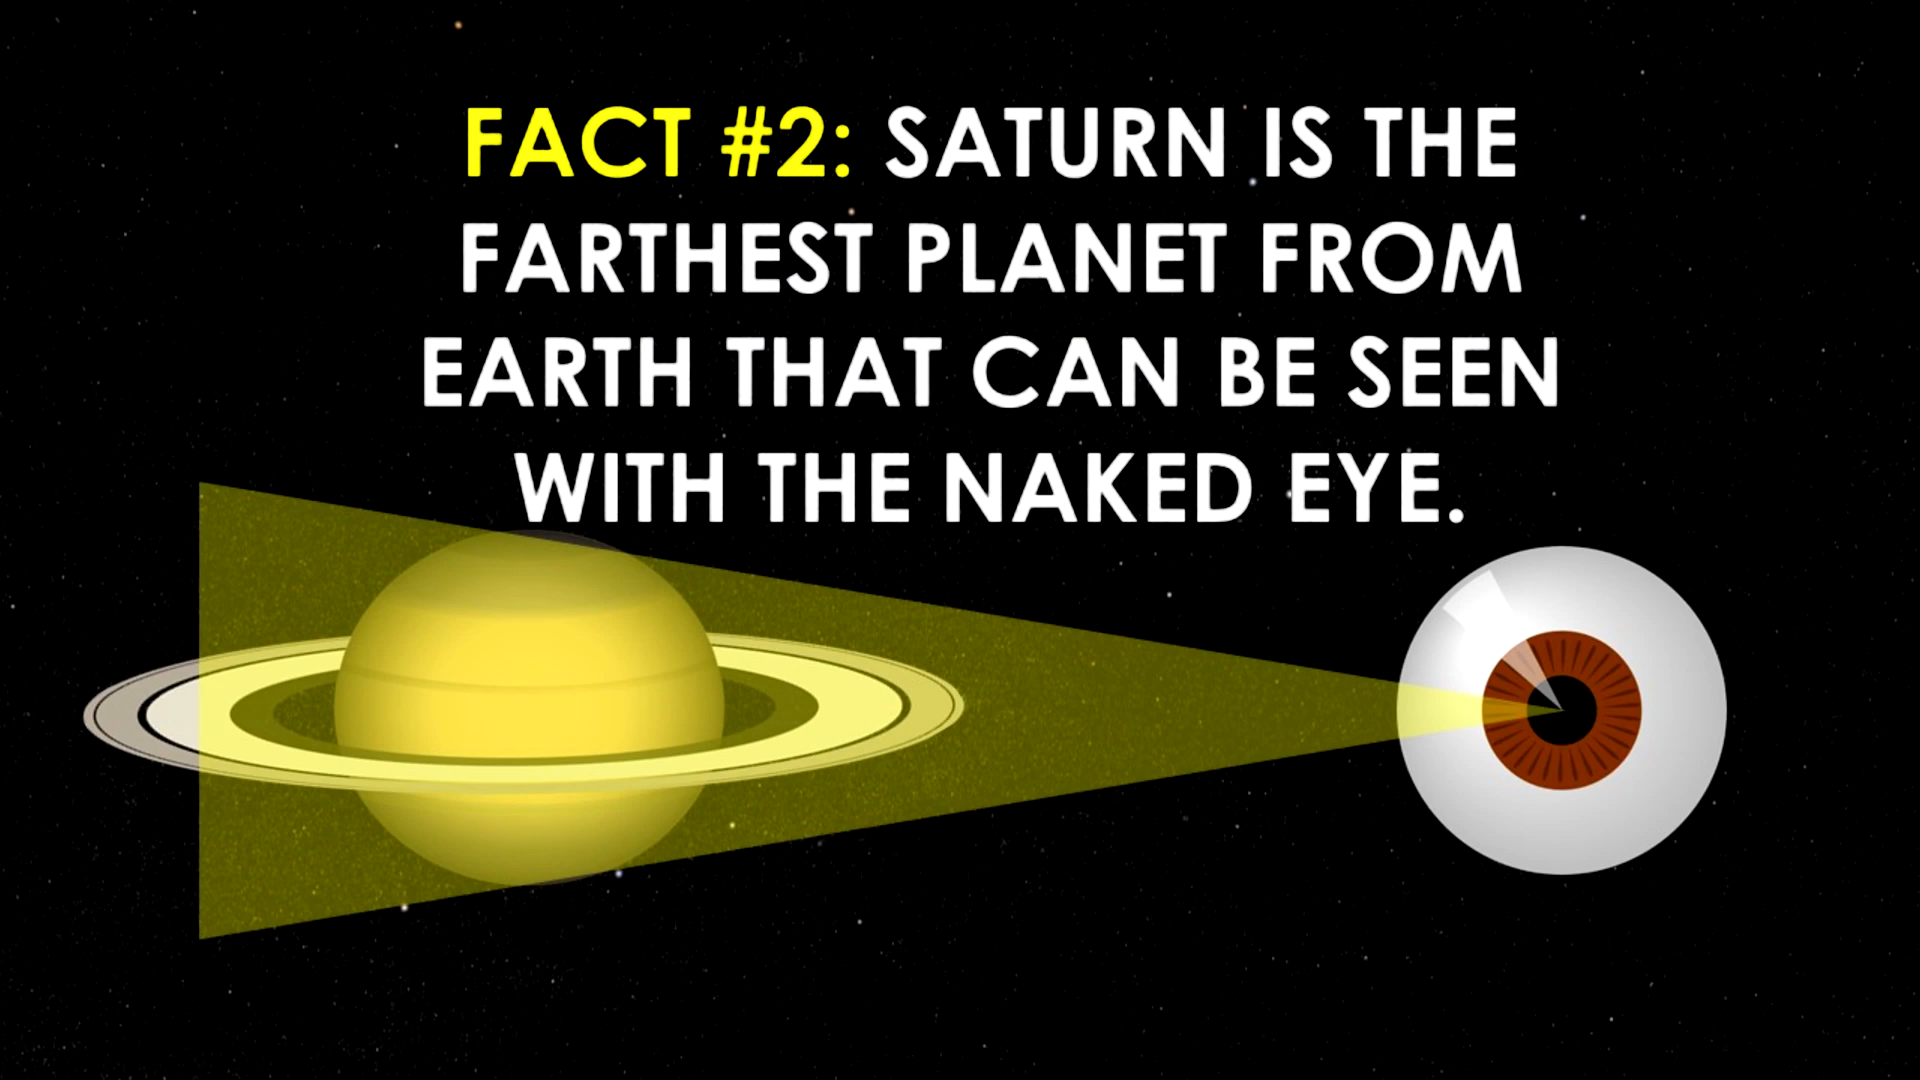 FACT #2: SATURN IS THE
FARTHEST PLANET FROM
EARTH THAT CAN BE SEEN
WITH THE NAKED EYE.